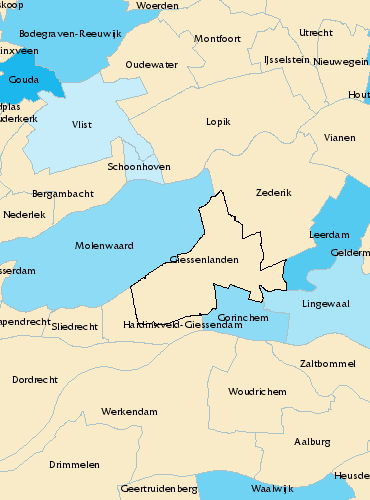 koop
Woerden
Bodegraven-Reeuwijk
Montfoort
Utrecht
inxveen
Oudewater
IJsselstein
Nieuwegein
Gouda
Hout
plas
uderkerk
Vlist
Lopik
Vianen
Schoonhoven
Bergambacht
Zederik
Nederlek
Leerdam
Molenwaard
Gelderm
Giessenlanden
sserdam
Lingewaal
Gorinchem
apendrecht
Sliedrecht
Hardinxveld-Giessendam
Zaltbommel
Dordrecht
Woudrichem
Werkendam
Aalburg
Drimmelen
Heusde
Geertruidenberg
Waalwijk